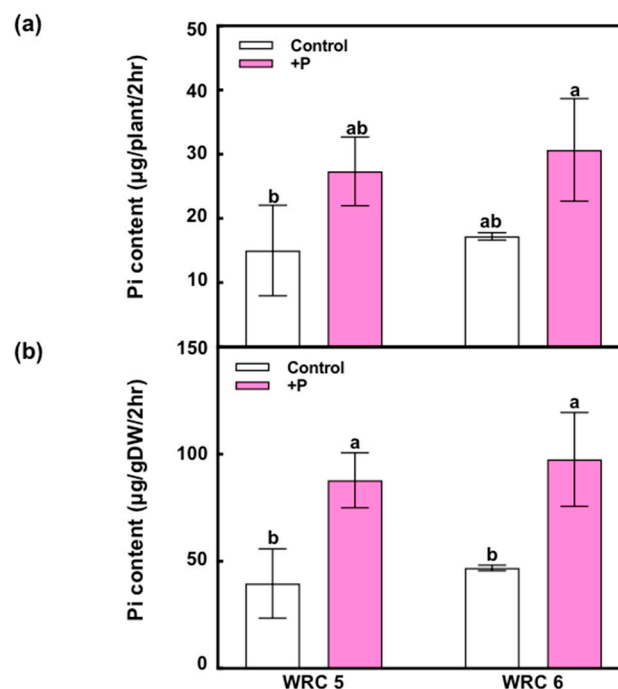 (a)
50
40
30
20
10
Pi content (µg/plant/2hr)
Control
+P
b
ab
ab
a
(b)
150
100
50
0
Pi content (µg/gDW/2hr)
Control
+P
b
a
b
a
WRC 5
WRC 6